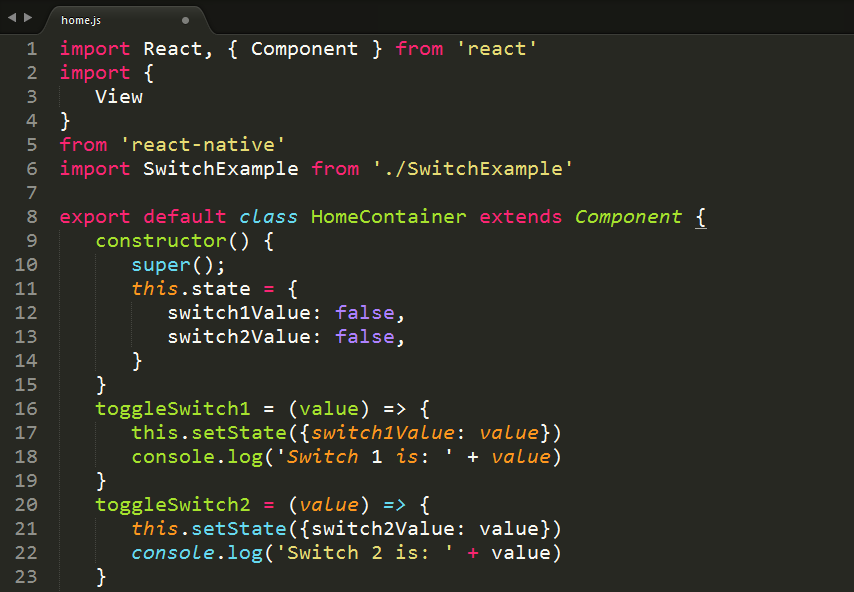 home.js
1 import React, { Component } from 'react'
2 import {
3    View
4 }
5 from 'react-native'
6 import SwitchExample from './SwitchExample'
7
8 export default class HomeContainer extends Component {
9    constructor() {
10       super();
11       this.state = {
12          switch1Value: false,
13          switch2Value: false,
14       }
15    }
16    toggleSwitch1 = (value) => {
17       this.setState({switch1Value: value})
18       console.log('Switch 1 is: ' + value)
19    }
20    toggleSwitch2 = (value) => {
21       this.setState({switch2Value: value})
22       console.log('Switch 2 is: ' + value)
23    }